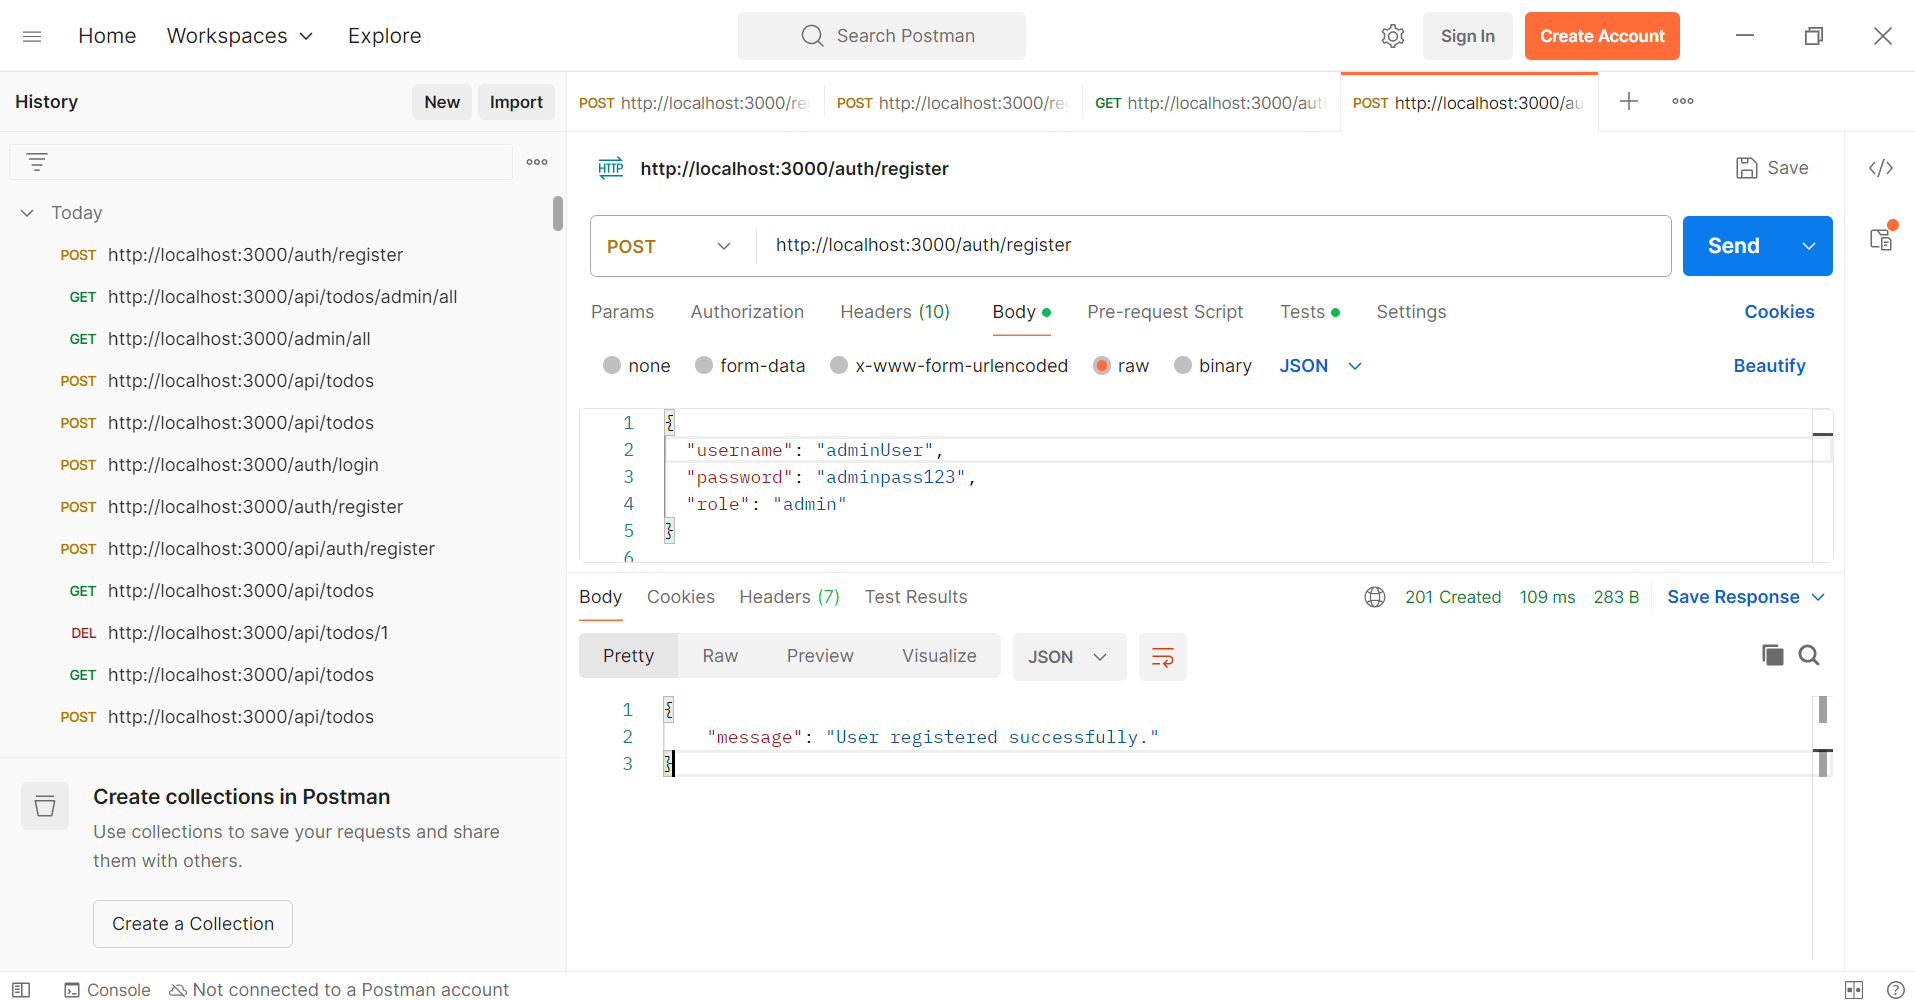 Home Workspaces Explore Search Postman Sign In Create Account
History New Import
Today
POST http://localhost:3000/auth/register
GET http://localhost:3000/api/todos/admin/all
GET http://localhost:3000/admin/all
POST http://localhost:3000/api/todos
POST http://localhost:3000/api/todos
POST http://localhost:3000/auth/login
POST http://localhost:3000/auth/register
POST http://localhost:3000/api/auth/register
GET http://localhost:3000/api/todos
DEL http://localhost:3000/api/todos/1
GET http://localhost:3000/api/todos
POST http://localhost:3000/api/todos
Create collections in Postman
Use collections to save your requests and share
them with others.
Create a Collection
POST http://localhost:3000/re POST http://localhost:3000/re GET http://localhost:3000/aut POST http://localhost:3000/au
HTTP http://localhost:3000/auth/register Save
POST http://localhost:3000/auth/register Send
Params Authorization Headers (10) Body Pre-request Script Tests Settings Cookies
none form-data x-www-form-urlencoded raw binary JSON Beautify
1 {
2 "username": "adminUser",
3 "password": "adminpass123",
4 "role": "admin"
5 }
6
Body Cookies Headers (7) Test Results 201 Created 109 ms 283 B Save Response
Pretty Raw Preview Visualize JSON
1 {
2 "message": "User registered successfully."
3 }
Console Not connected to a Postman account